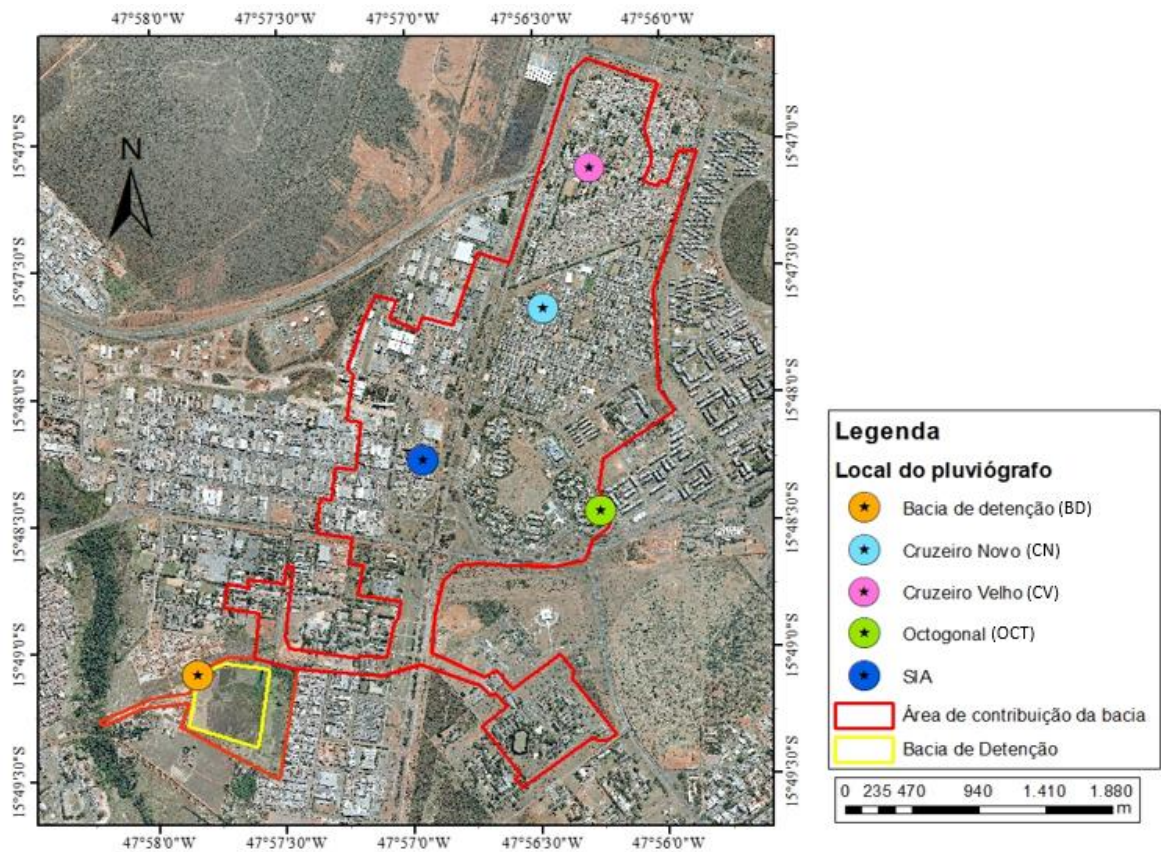 47°58'0"W 47°57'30"W 47°57'0"W 47°56'30"W 47°56'0"W
N
15°47'0"S 15°47'0"S
15°47'30"S 15°47'30"S
15°48'0"S 15°48'0"S
15°48'30"S 15°48'30"S
15°49'0"S 15°49'0"S
15°49'30"S 15°49'30"S
47°58'0"W 47°57'30"W 47°57'0"W 47°56'30"W 47°56'0"W
Legenda
Local do pluviógrafo
Bacia de detenção (BD)
Cruzeiro Novo (CN)
Cruzeiro Velho (CV)
Octogonal (OCT)
SIA
Área de contribuição da bacia
Bacia de Detenção
0 235 470 940 1.410 1.880
m